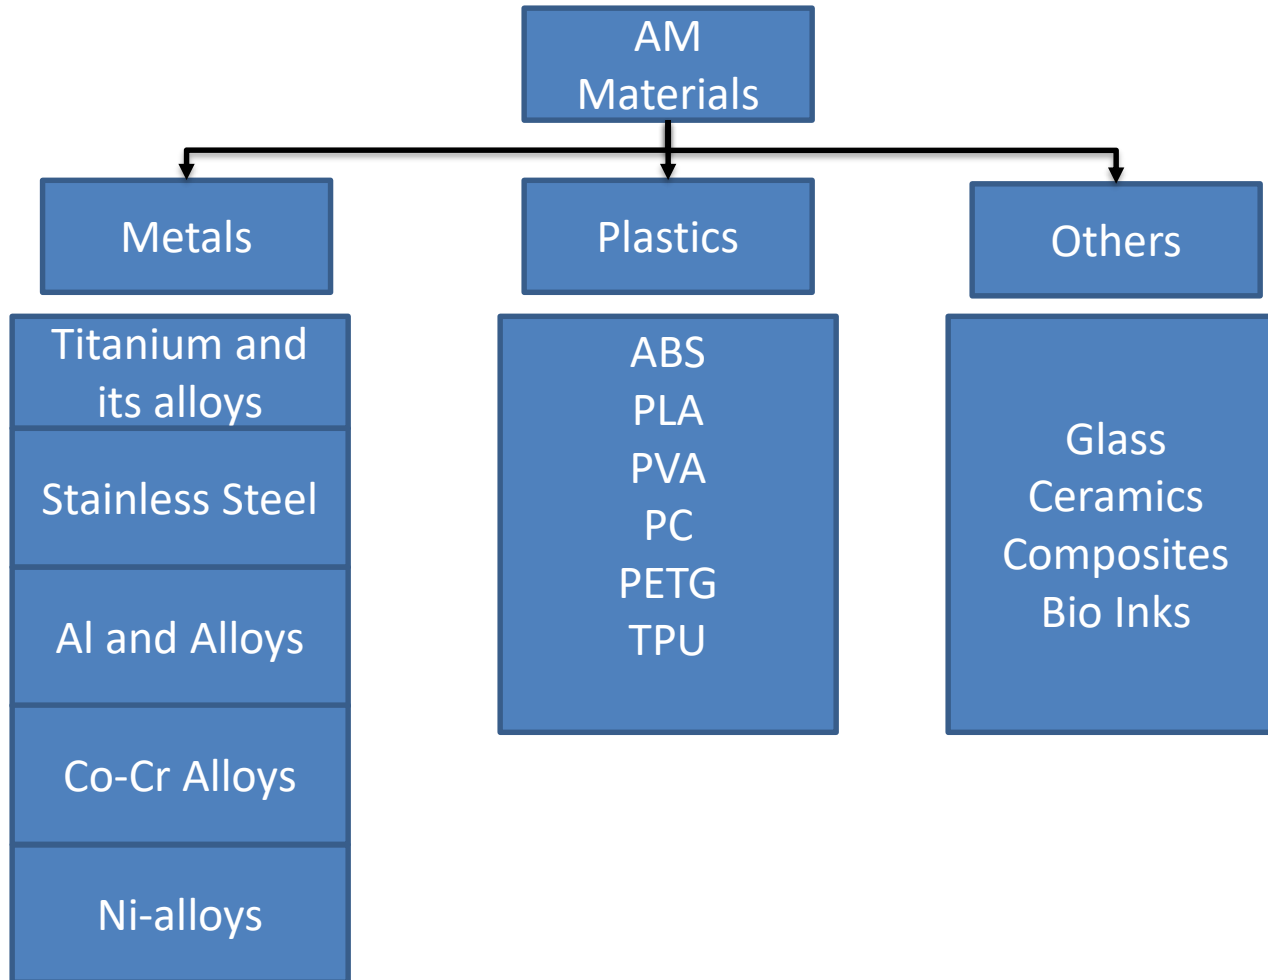 AM
Materials
Metals
Plastics
Others
Titanium and
its alloys
Stainless Steel
Al and Alloys
Co-Cr Alloys
Ni-alloys
ABS
PLA
PVA
PC
PETG
TPU
Glass
Ceramics
Composites
Bio Inks